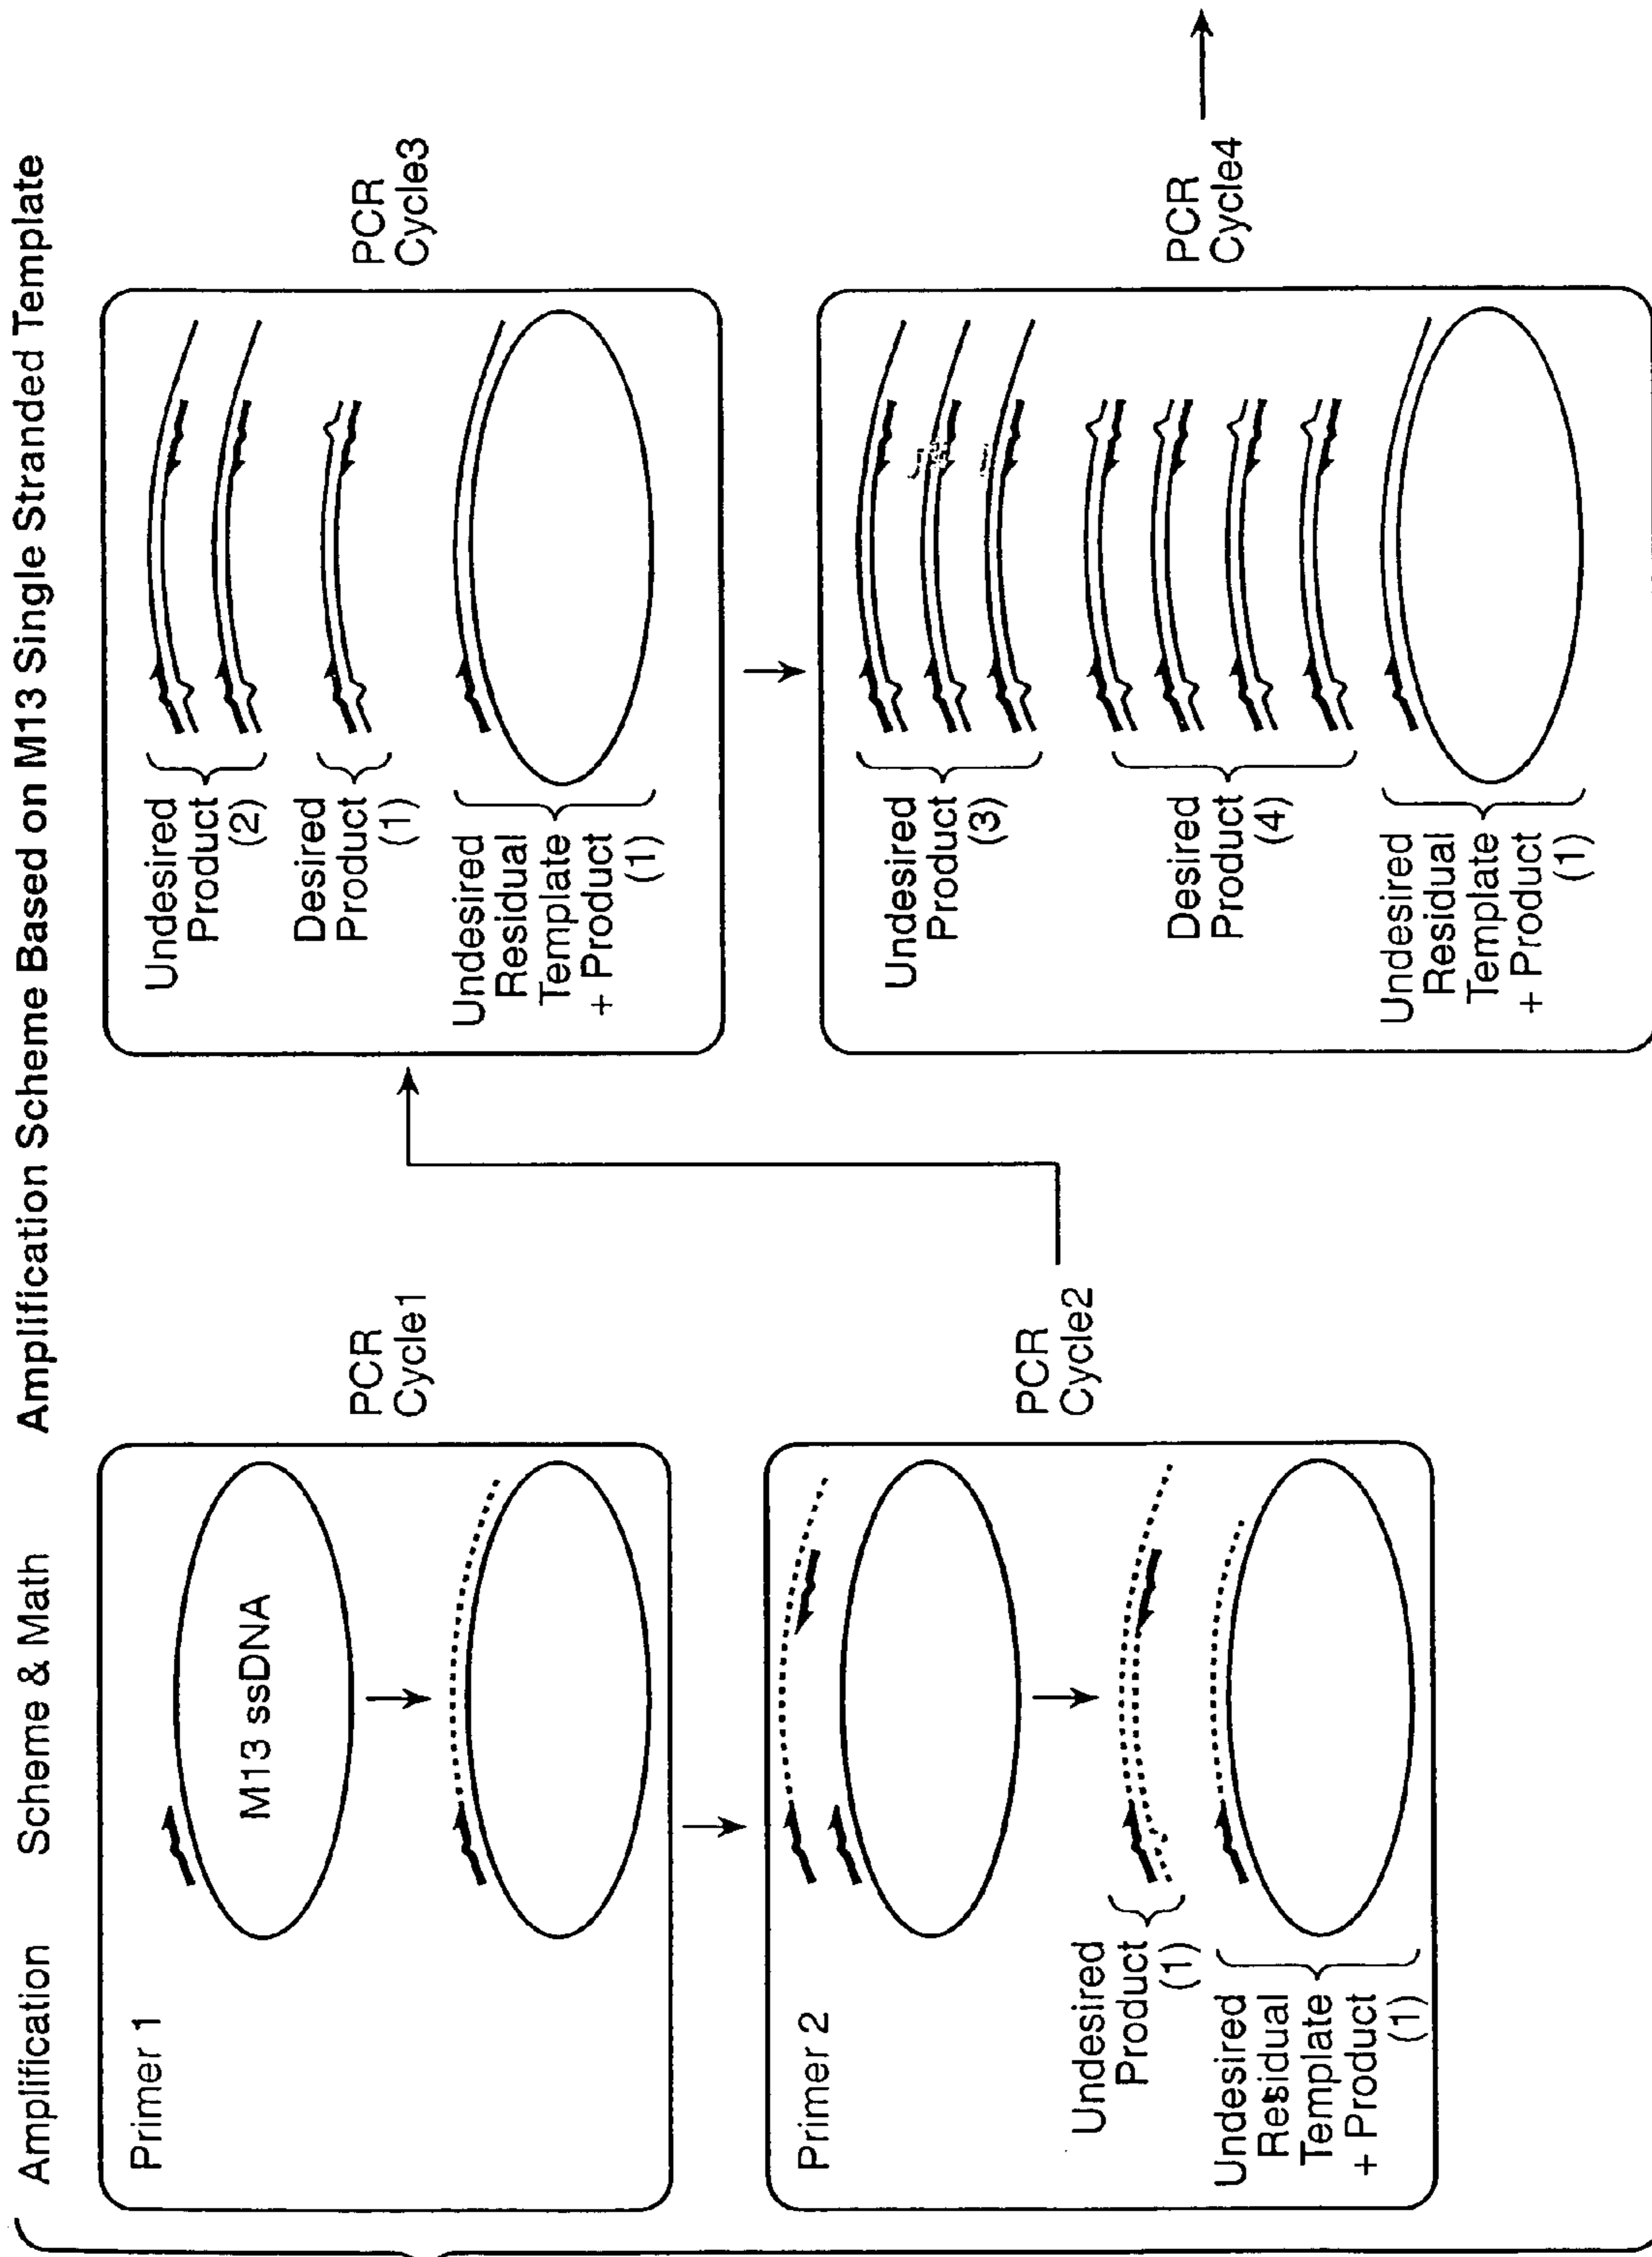 Amplification Scheme & Math Amplification Scheme Based on M13 Single Stranded Template
Primer 1
M13 ssDNA
PCR
Cycle1
Primer 2
Undesired
Product
(1)
Undesired
Residual
Template
+ Product
(1)
PCR
Cycle2
Undesired
Product
(2)
Desired
Product
(1)
Undesired
Residual
Template
+ Product
(1)
PCR
Cycle3
Undesired
Product
(3)
Desired
Product
(4)
Undesired
Residual
Template
+ Product
(1)
PCR
Cycle4